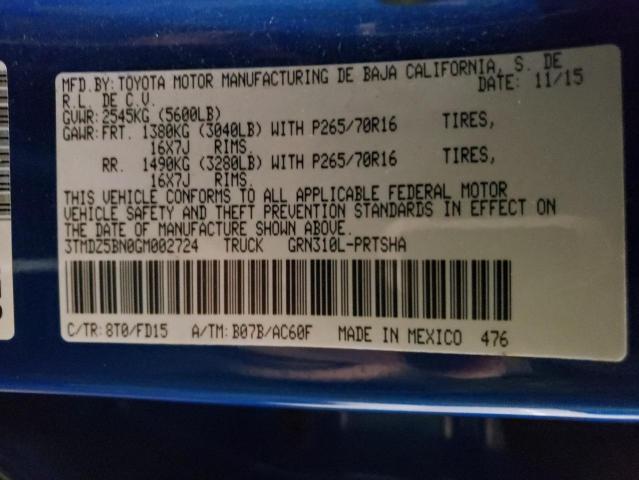 MFD.BY: TOYOTA MOTOR MANUFACTURING DE BAJA CALIFORNIA, S. DE
R.L. DE C.V. DATE: 11/15
GVWR: 2545KG (5600LB)
GAWR: FRT. 1380KG (3040LB) WITH P265/70R16 TIRES,
16X7J RIMS.
RR. 1490KG (3280LB) WITH P265/70R16 TIRES,
16X7J RIMS.
THIS VEHICLE CONFORMS TO ALL APPLICABLE FEDERAL MOTOR
VEHICLE SAFETY AND THEFT PREVENTION STANDARDS IN EFFECT ON
THE DATE OF MANUFACTURE SHOWN ABOVE.
3TMDZ5BN0GM002724 TRUCK GRN310L-PRTSHA
C/TR: 8T0/FD15 A/TM: B07B/AC60F MADE IN MEXICO 476